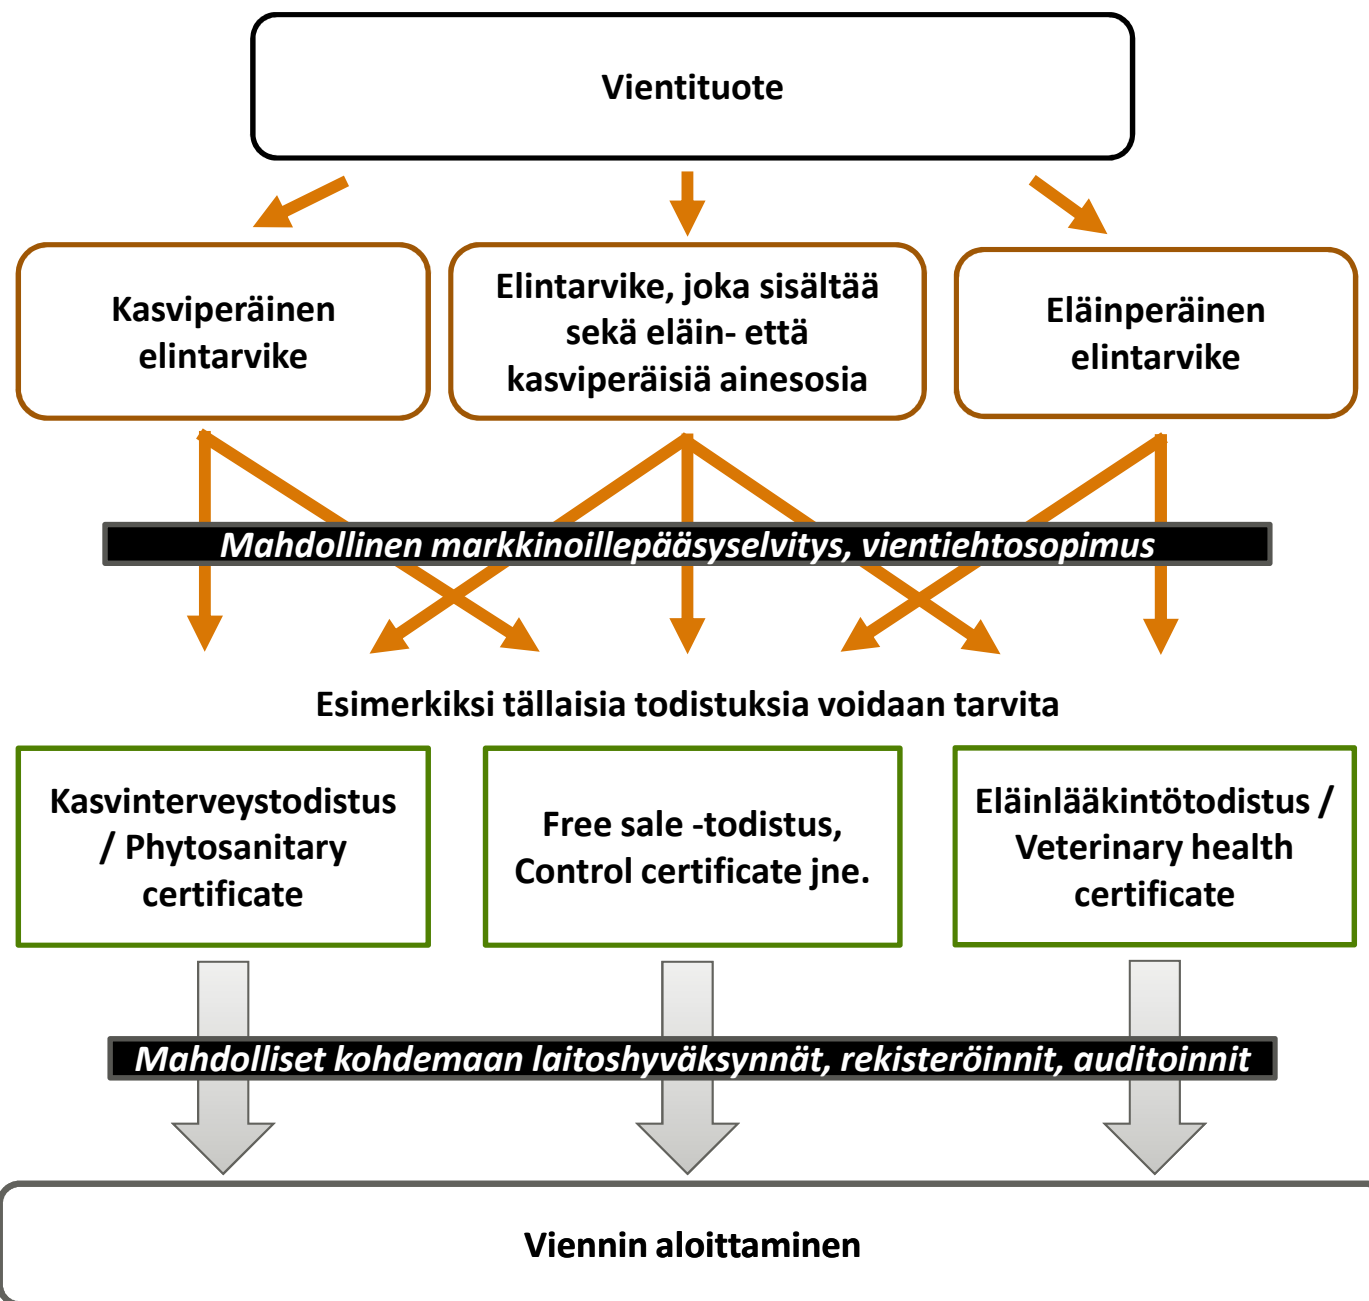 Vientituote
Kasviperäinen
elintarvike
Elintarvike, joka sisältää
sekä eläin- että
kasviperäisiä ainesosia
Eläinperäinen
elintarvike
Mahdollinen markkinoillepääsyselvitys, vientiehtosopimus
Esimerkiksi tällaisia todistuksia voidaan tarvita
Kasvinterveystodistus
/ Phytosanitary
certificate
Free sale -todistus,
Control certificate jne.
Eläinlääkintötodistus /
Veterinary health
certificate
Mahdolliset kohdemaan laitoshyväksynnät, rekisteröinnit, auditoinnit
Viennin aloittaminen